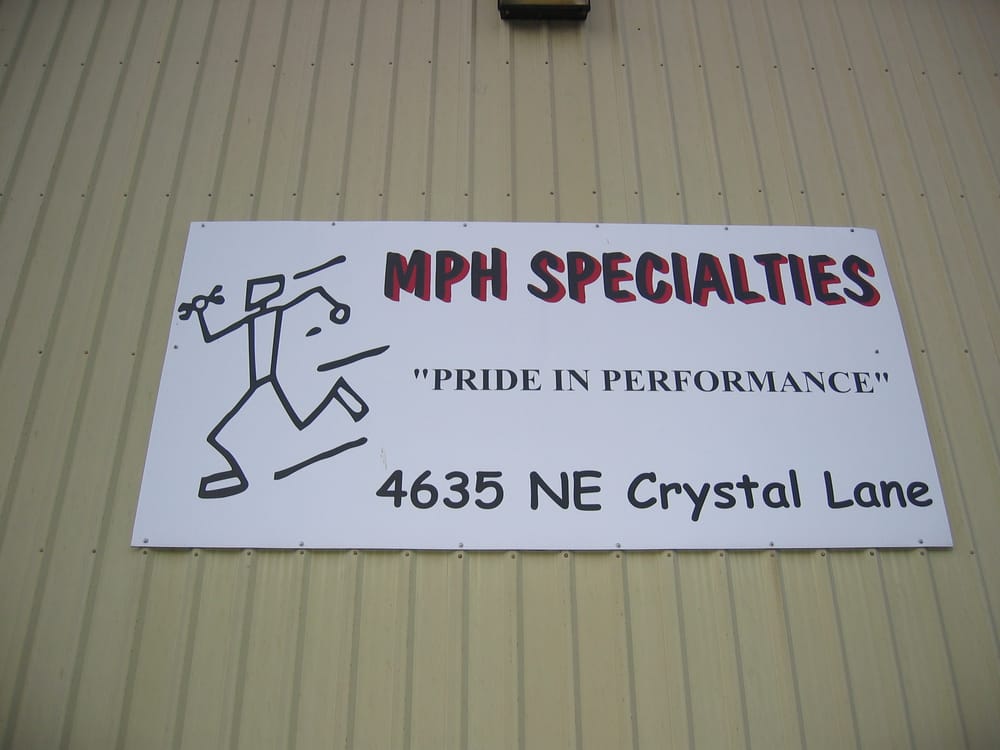 MPH SPECIALTIES
"PRIDE IN PERFORMANCE"
4635 NE Crystal Lane